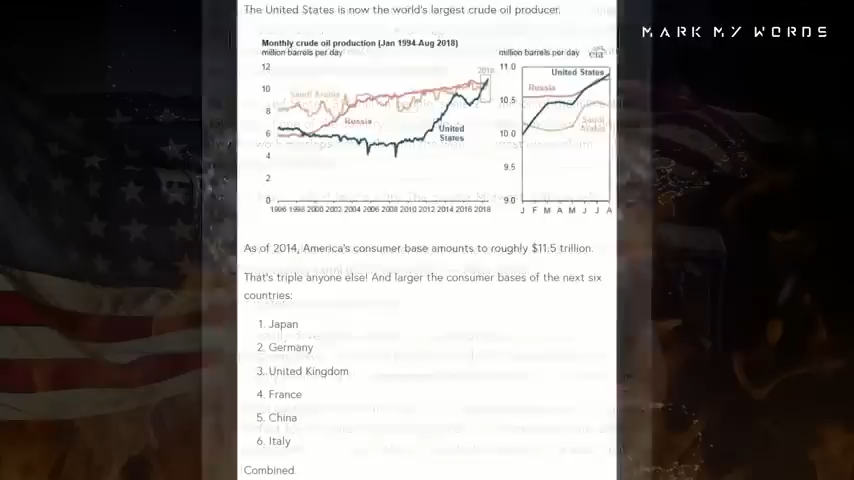 The United States is now the world's largest crude oil producer.
MARK MY WORDS
Monthly crude oil production (Jan 1994-Aug 2018)
million barrels per day
million barrels per day
eia
12
10
8
6
4
2
0
Saudi Arabia
Russia
United
States
2018
1996 1998 2000 2002 2004 2006 2008 2010 2012 2014 2016 2018
11.0
10.5
10.0
9.5
9.0
United States
Russia
Saudi
Arabia
J F M A M J J A
As of 2014, America's consumer base amounts to roughly $11.5 trillion.
That's triple anyone else! And larger the consumer bases of the next six
countries:
1. Japan
2. Germany
3. United Kingdom
4. France
5. China
6. Italy
Combined